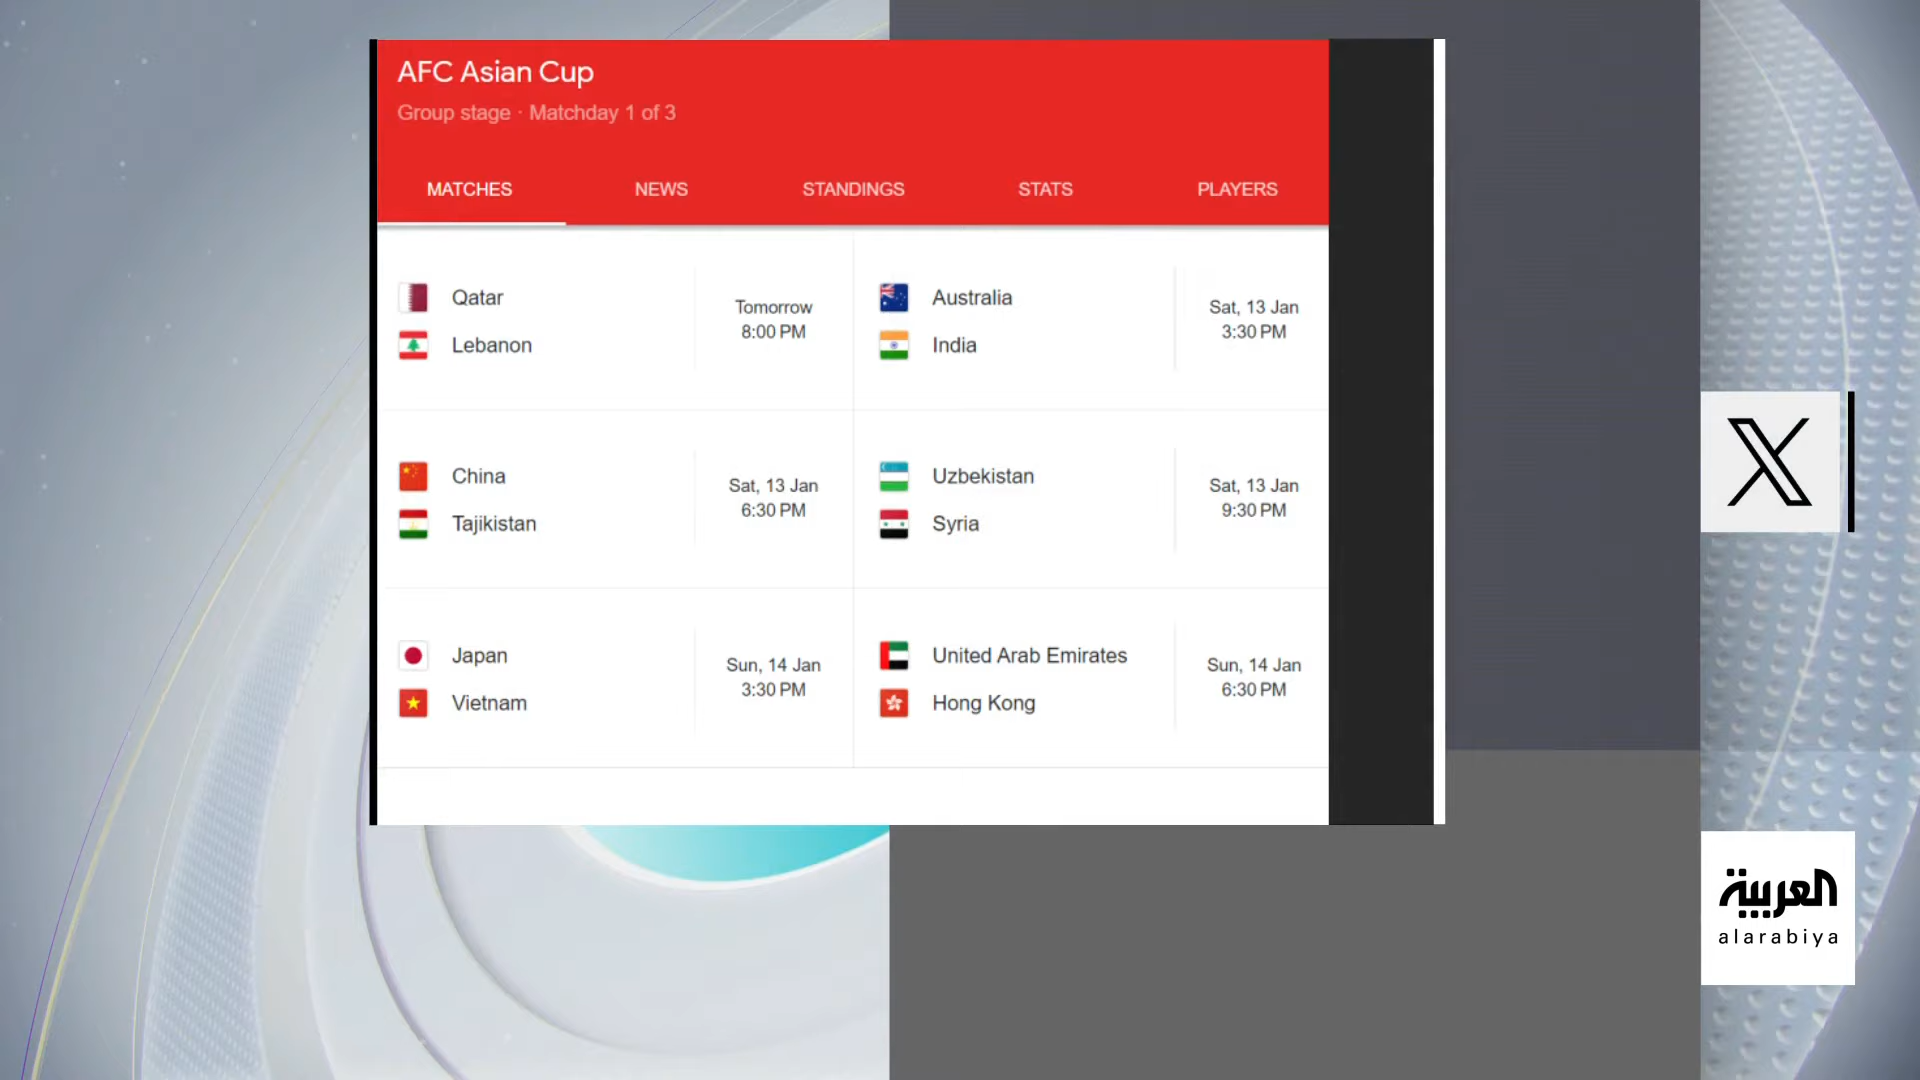 AFC Asian Cup
Group stage · Matchday 1 of 3
MATCHES NEWS STANDINGS STATS PLAYERS
Qatar
Lebanon
Tomorrow
8:00 PM
Australia
India
Sat, 13 Jan
3:30 PM
China
Tajikistan
Sat, 13 Jan
6:30 PM
Uzbekistan
Syria
Sat, 13 Jan
9:30 PM
Japan
Vietnam
Sun, 14 Jan
3:30 PM
United Arab Emirates
Hong Kong
Sun, 14 Jan
6:30 PM
X
العربية
alarabiya